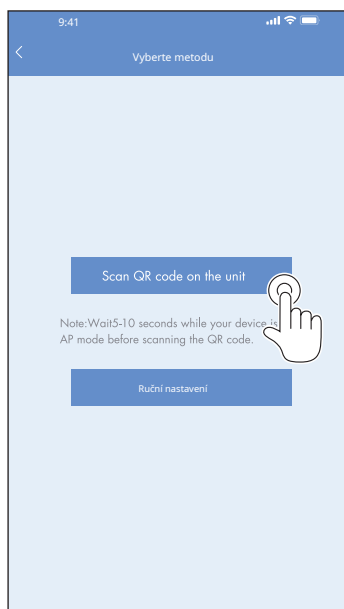 9:41
Vyberte metodu
Scan QR code on the unit
Note:Wait5-10 seconds while your device is
AP mode before scanning the QR code.
Ruční nastavení